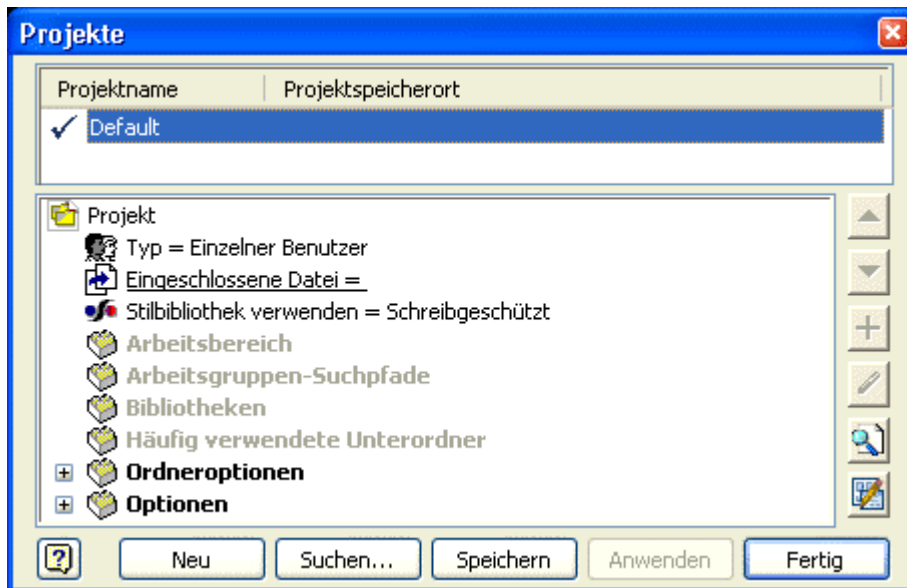 Projekte
Projektname Projektspeicherort
Default
Projekt
Typ = Einzelner Benutzer
Eingeschlossene Datei =
Stilbibliothek verwenden = Schreibgeschützt
Arbeitsbereich
Arbeitsgruppen-Suchpfade
Bibliotheken
Häufig verwendete Unterordner
Ordneroptionen
Optionen
Neu Suchen... Speichern Anwenden Fertig